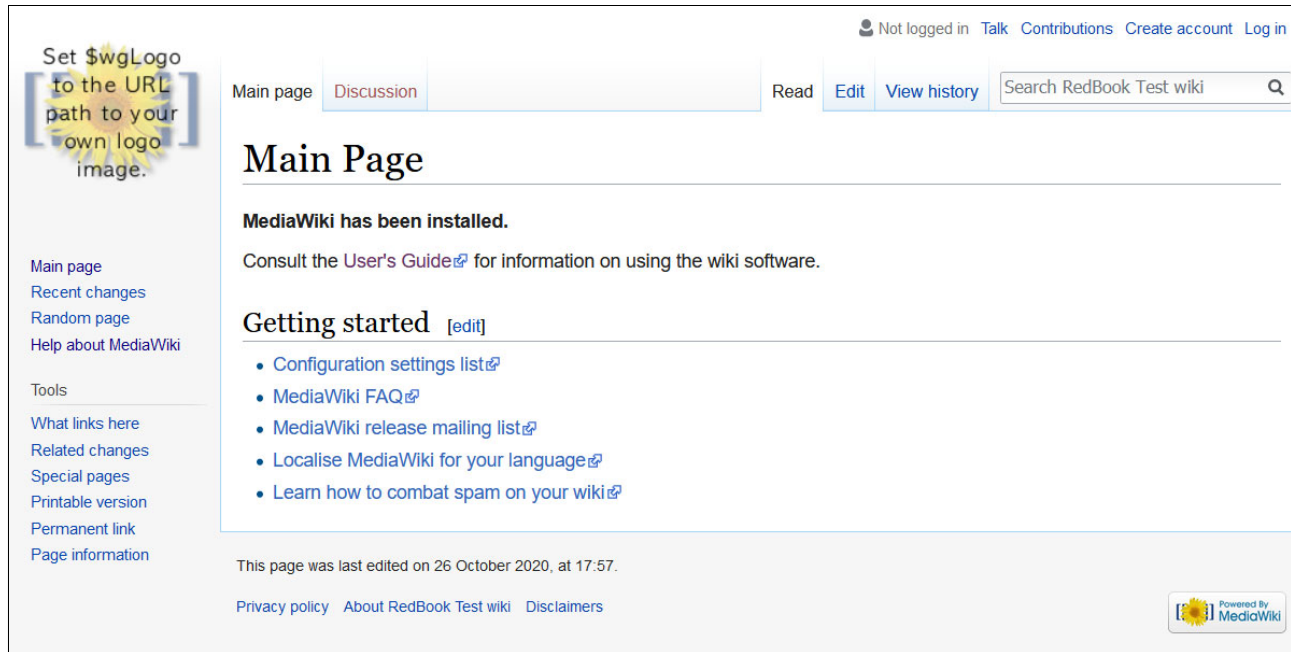 Not logged in Talk Contributions Create account Log in
Set $wgLogo
to the URL
path to your
own logo
image.
Main page Discussion Read Edit View history Search RedBook Test wiki
Main Page
MediaWiki has been installed.
Consult the User's Guide for information on using the wiki software.
Main page
Recent changes
Random page
Help about MediaWiki
Getting started [edit]
Configuration settings list
MediaWiki FAQ
MediaWiki release mailing list
Localise MediaWiki for your language
Learn how to combat spam on your wiki
Tools
What links here
Related changes
Special pages
Printable version
Permanent link
Page information
This page was last edited on 26 October 2020, at 17:57.
Privacy policy About RedBook Test wiki Disclaimers
Powered By
MediaWiki